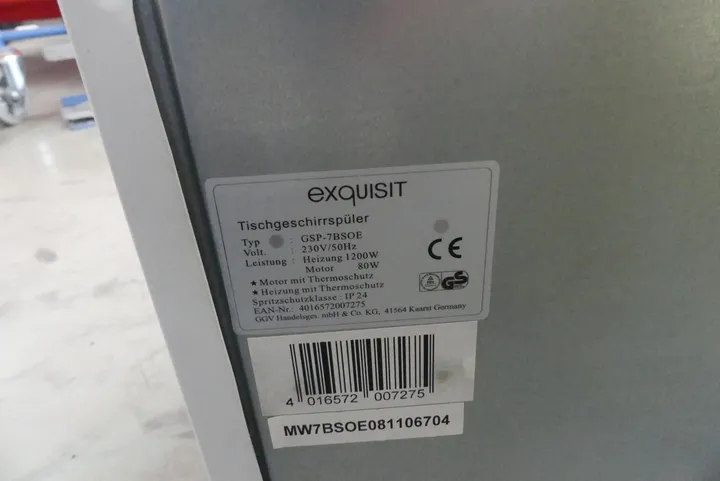 exquisit
Tischgeschirrspüler
Typ : GSP-7BSOE
Volt. : 230V/50Hz
Leistung : Heizung 1200W
Motor 80W
★ Motor mit Thermoschutz
★ Heizung mit Thermoschutz
Spritzschutzklasse : IP 24
EAN-Nr. 4016572007275
GGV Handelsges. mbH & Co. KG, 41564 Kaarst Germany
CE
GS
4 016572 007275
MW7BSOE081106704